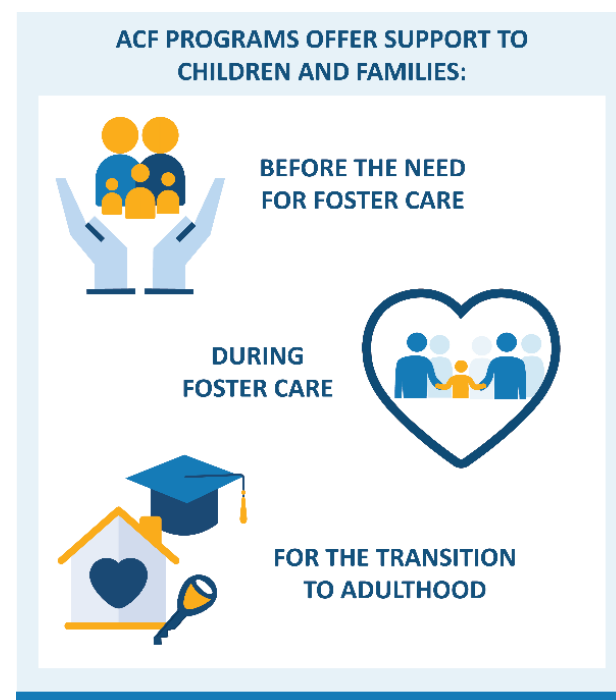 ACF PROGRAMS OFFER SUPPORT TO
CHILDREN AND FAMILIES:
BEFORE THE NEED
FOR FOSTER CARE
DURING
FOSTER CARE
FOR THE TRANSITION
TO ADULTHOOD